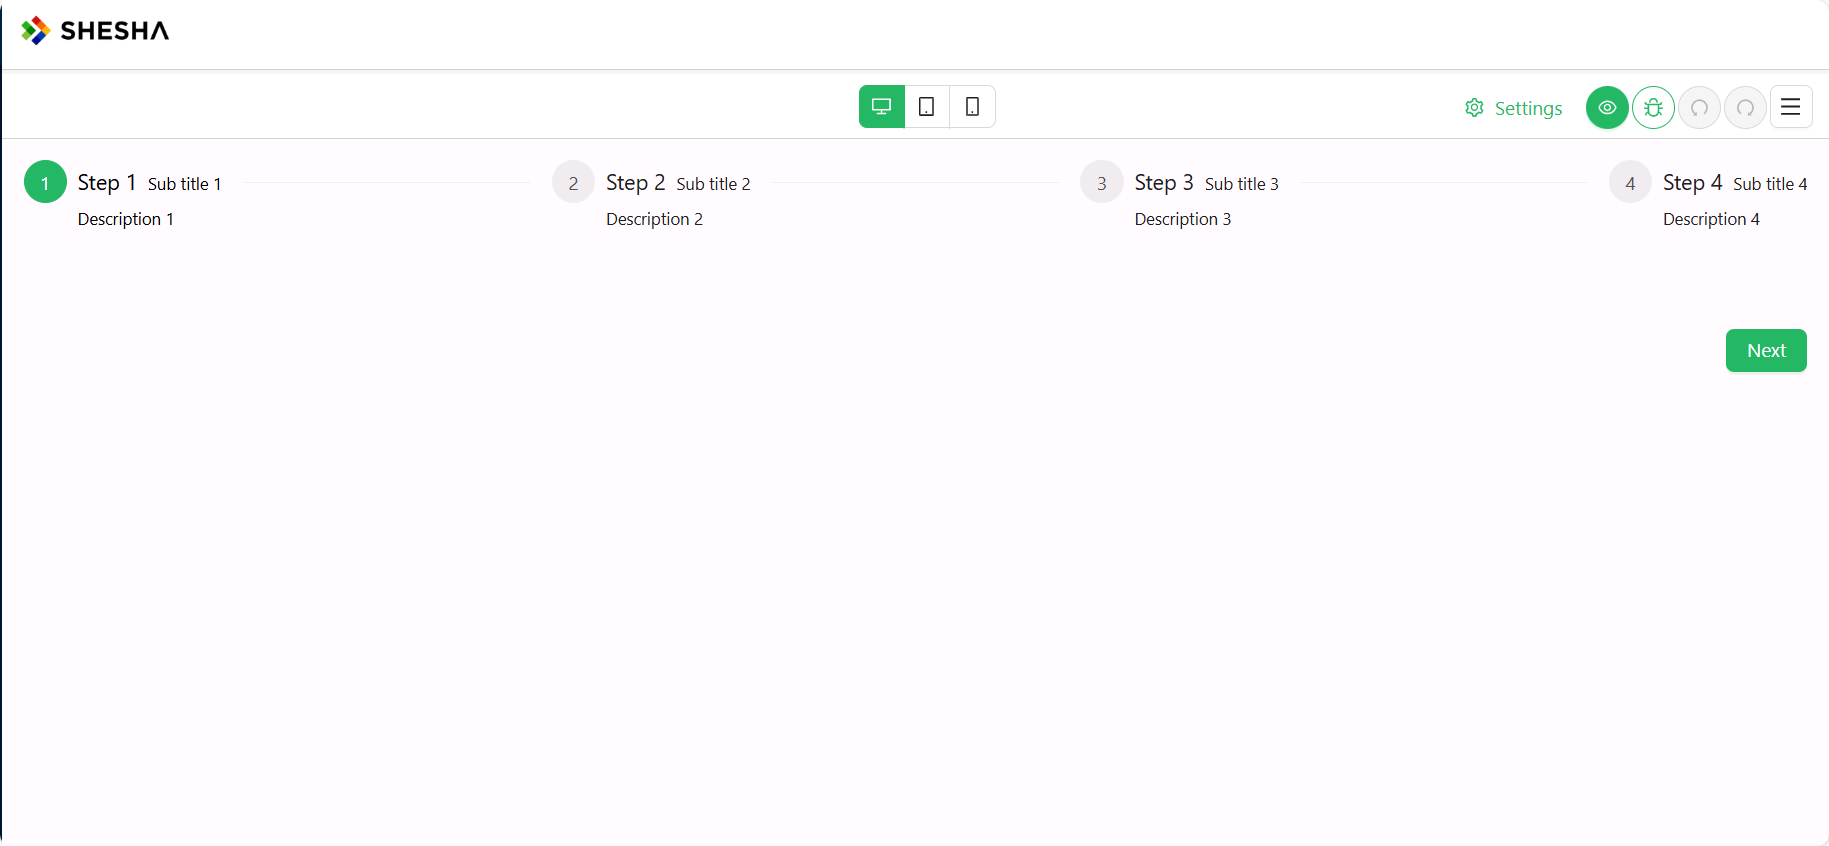 SHESHA
Settings
1 Step 1 Sub title 1
Description 1
2 Step 2 Sub title 2
Description 2
3 Step 3 Sub title 3
Description 3
4 Step 4 Sub title 4
Description 4
Next